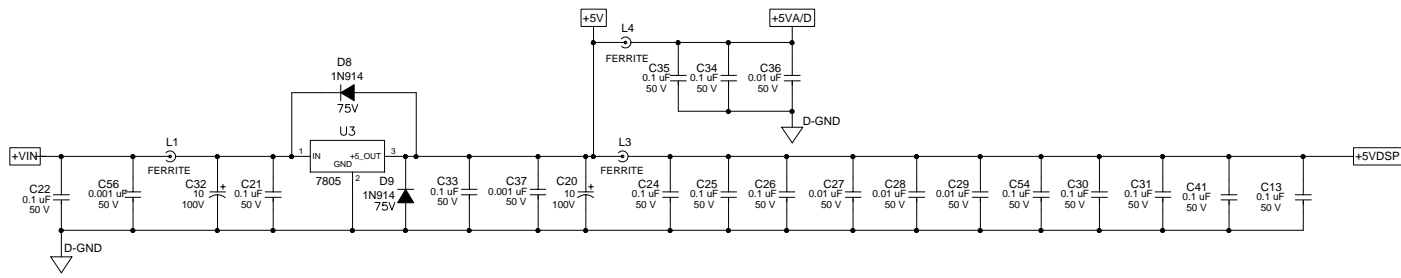 +5V
+5VA/D
L4
FERRITE
C35
0.1 uF
50 V
C34
0.1 uF
50 V
C36
0.01 uF
50 V
D-GND
D8
1N914
75V
U3
+VIN
L1
FERRITE
1
IN
+5_OUT
GND
3
2
7805
D9
1N914
75V
L3
FERRITE
+5VDSP
C22
0.1 uF
50 V
C56
0.001 uF
50 V
C32
10
100V
+
C21
0.1 uF
50 V
C33
0.1 uF
50 V
C37
0.001 uF
50 V
C20
10
100V
+
C24
0.1 uF
50 V
C25
0.1 uF
50 V
C26
0.1 uF
50 V
C27
0.01 uF
50 V
C28
0.01 uF
50 V
C29
0.01 uF
50 V
C54
0.1 uF
50 V
C30
0.1 uF
50 V
C31
0.1 uF
50 V
C41
0.1 uF
50 V
C13
0.1 uF
50 V
D-GND